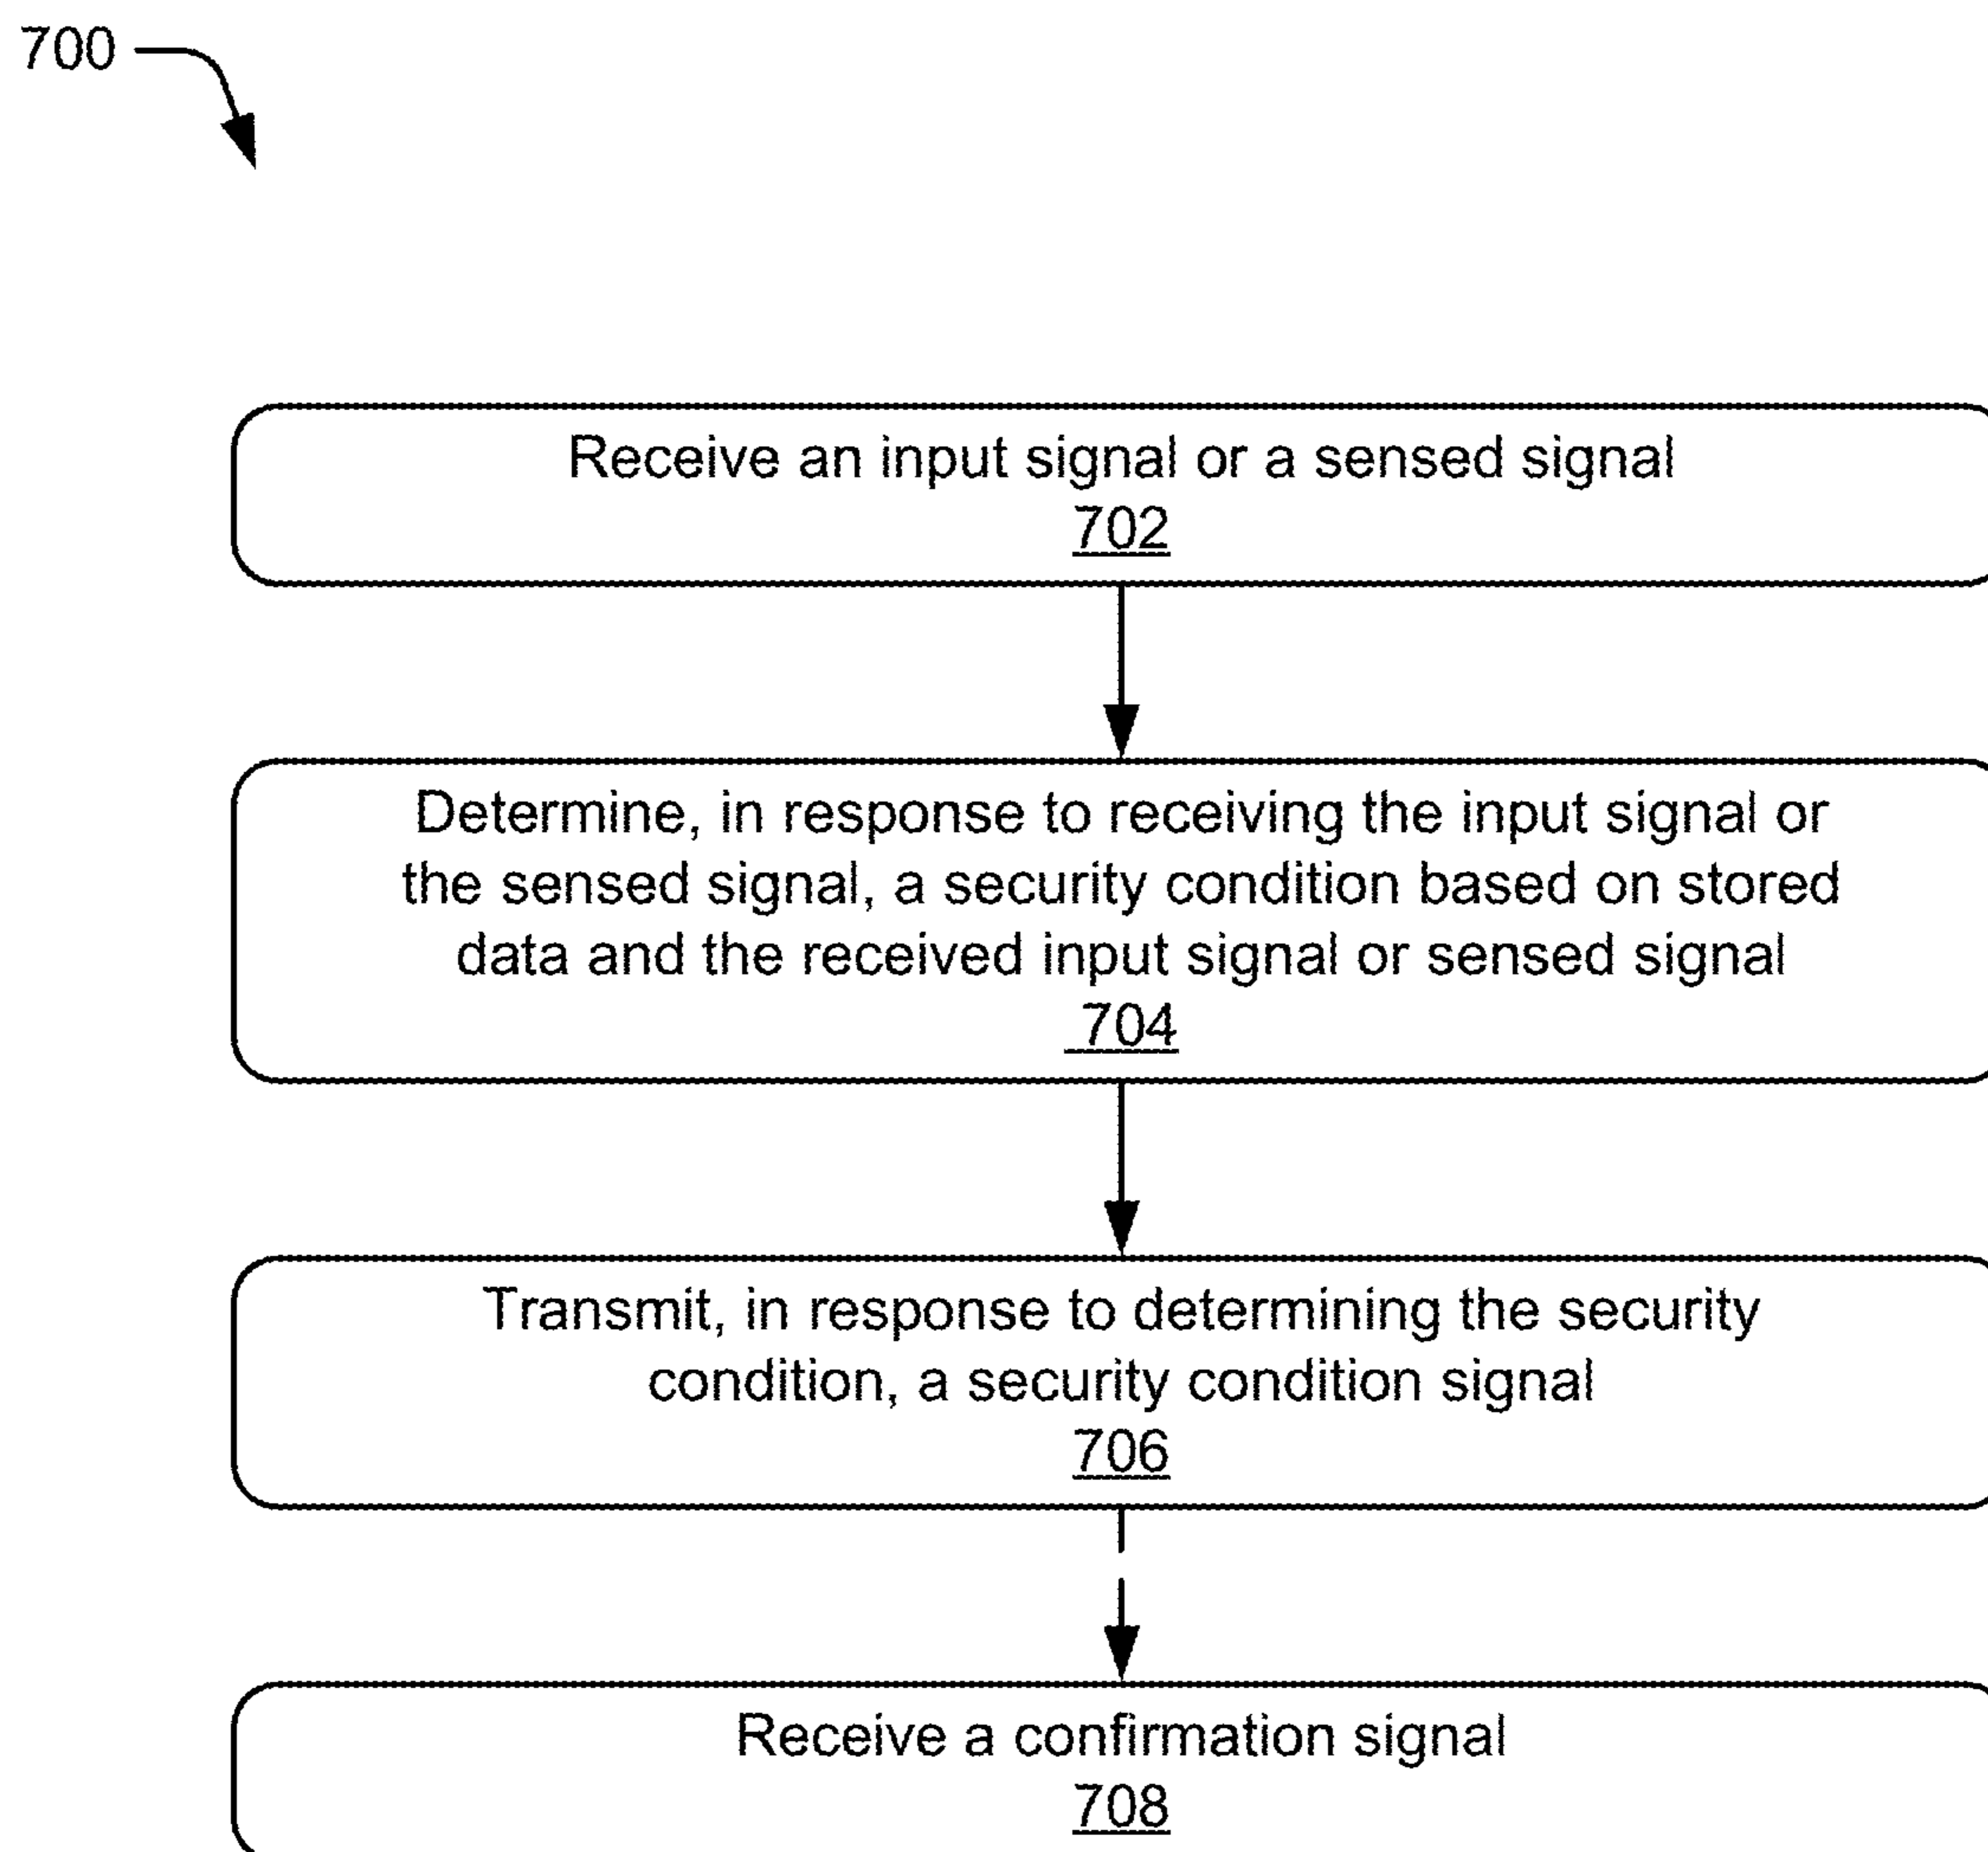 700
Receive an input signal or a sensed signal
702
Determine, in response to receiving the input signal or
the sensed signal, a security condition based on stored
data and the received input signal or sensed signal
704
Transmit, in response to determining the security
condition, a security condition signal
706
Receive a confirmation signal
708